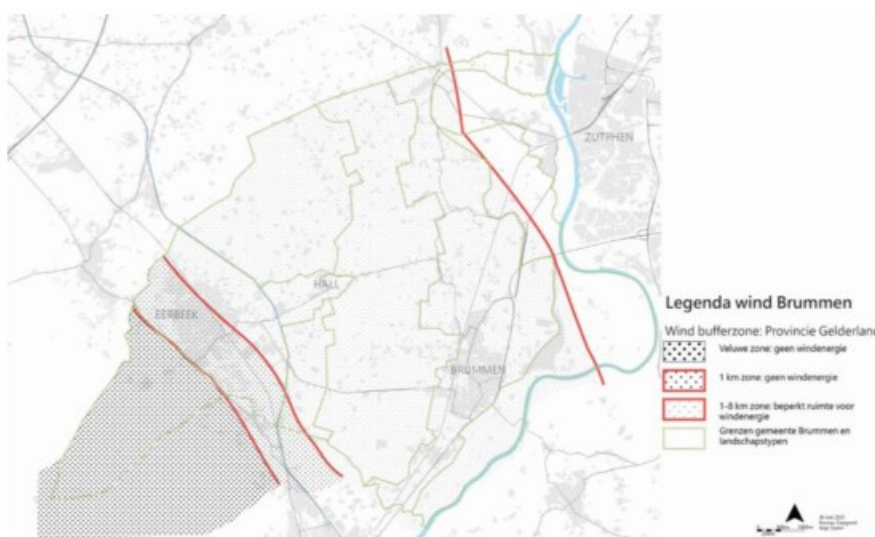 ZUTPHEN
HALL
EERBEEK
BRUMMEN
Legenda wind Brummen
Wind bufferzone: Provincie Gelderland
Veluwe zone: geen windenergie
1 km zone: geen windenergie
1-8 km zone: beperkt ruimte voor
windenergie
Grenzen gemeente Brummen en
landschapstypen